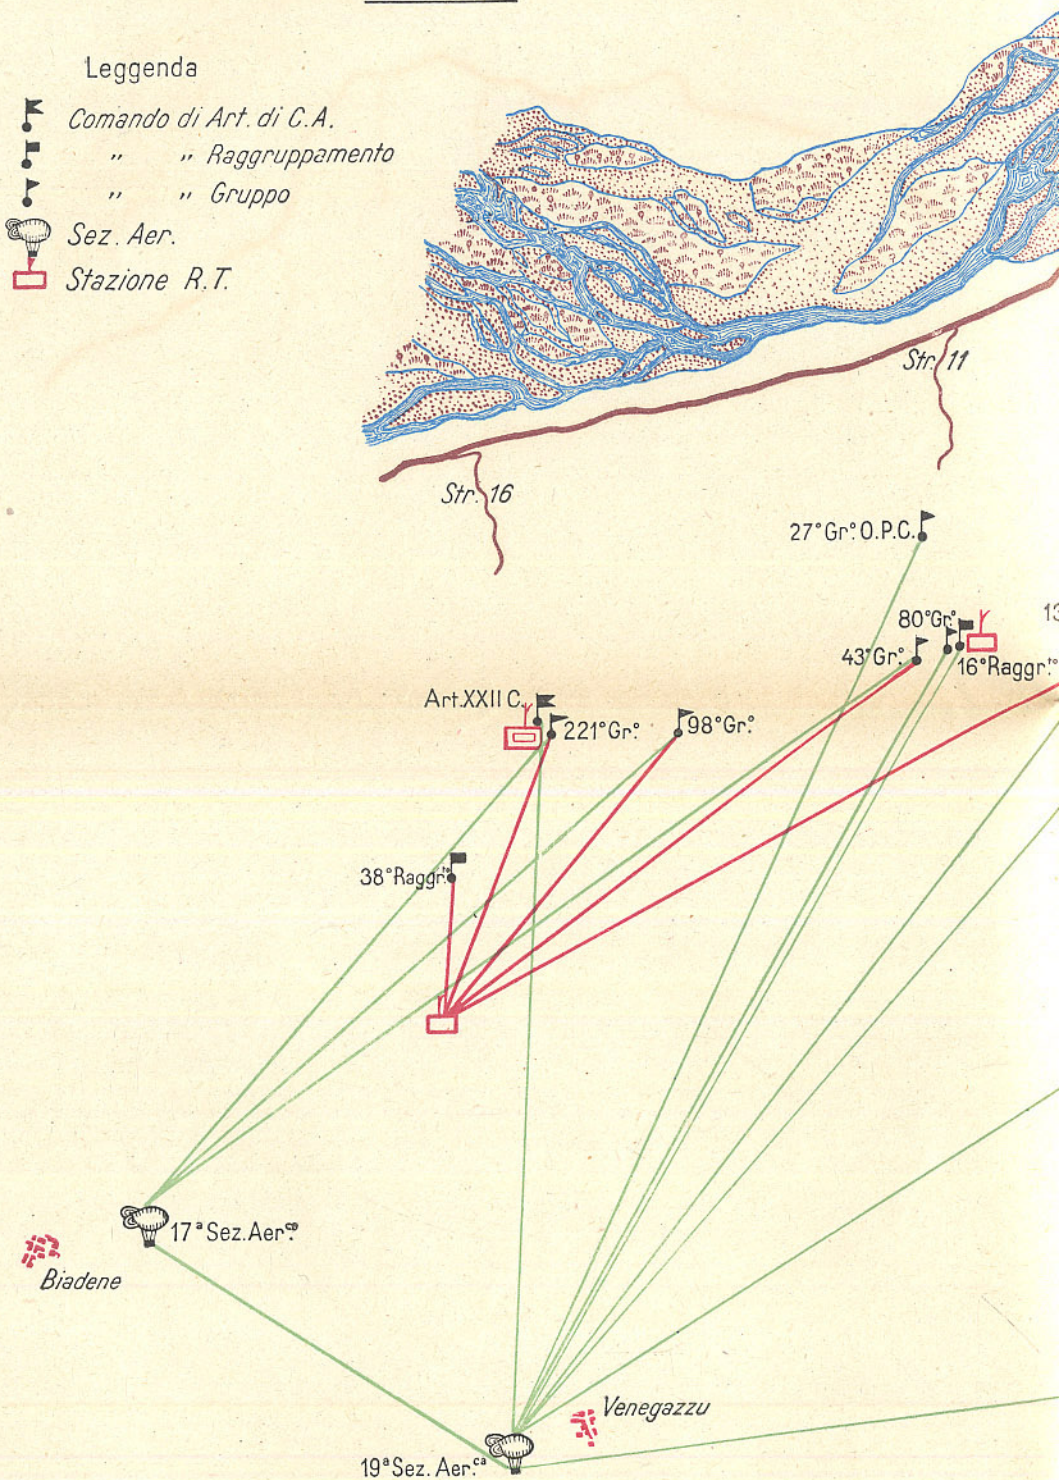 Leggenda
Comando di Art. di C.A.
" " Raggruppamento
" " Gruppo
Sez. Aer.
Stazione R.T.
Str. 11
Str. 16
27° Gr.° O.P.C.
13
80° Gr.°
43° Gr.°
16° Raggr.to
Art. XXII C.
221° Gr.°
98° Gr.°
38° Raggr.to
17ª Sez. Aer.ca
Biadene
Venegazzu
19ª Sez. Aer.ca